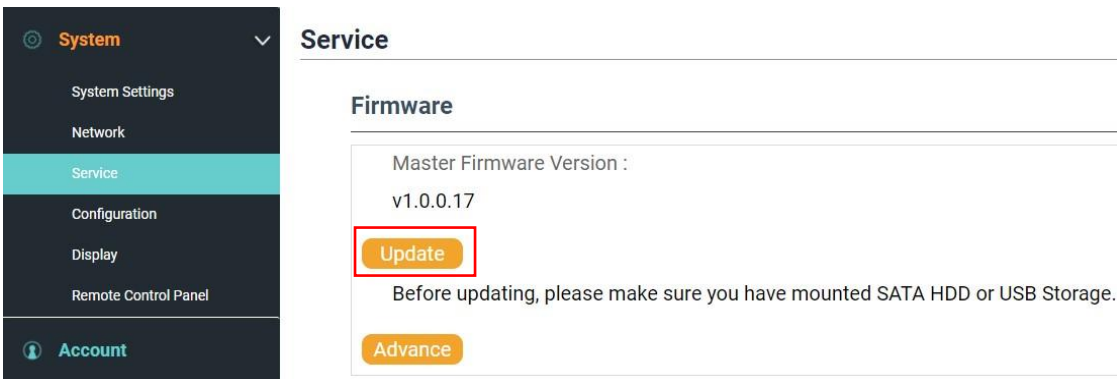 System
System Settings
Network
Service
Configuration
Display
Remote Control Panel
Account
Service
Firmware
Master Firmware Version :
v1.0.0.17
Update
Before updating, please make sure you have mounted SATA HDD or USB Storage.
Advance